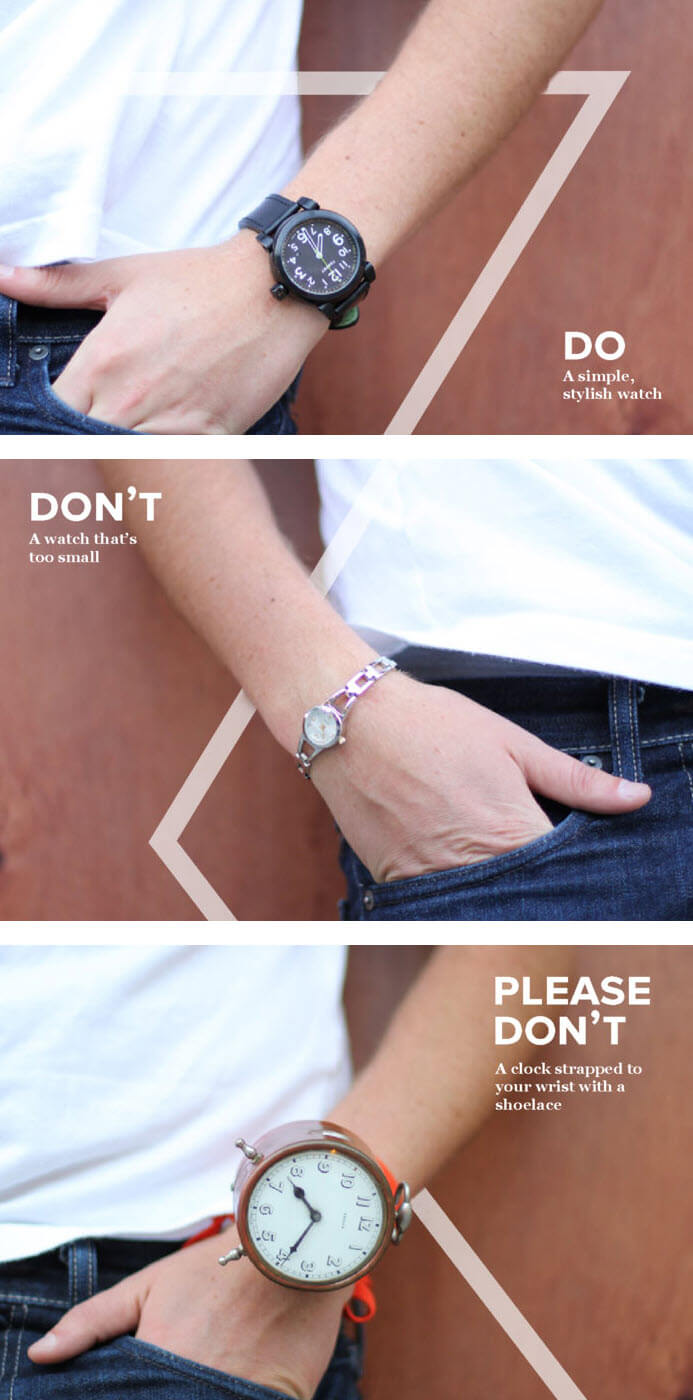 DO
A simple,
stylish watch
DON'T
A watch that's
too small
PLEASE
DON'T
A clock strapped to
your wrist with a
shoelace